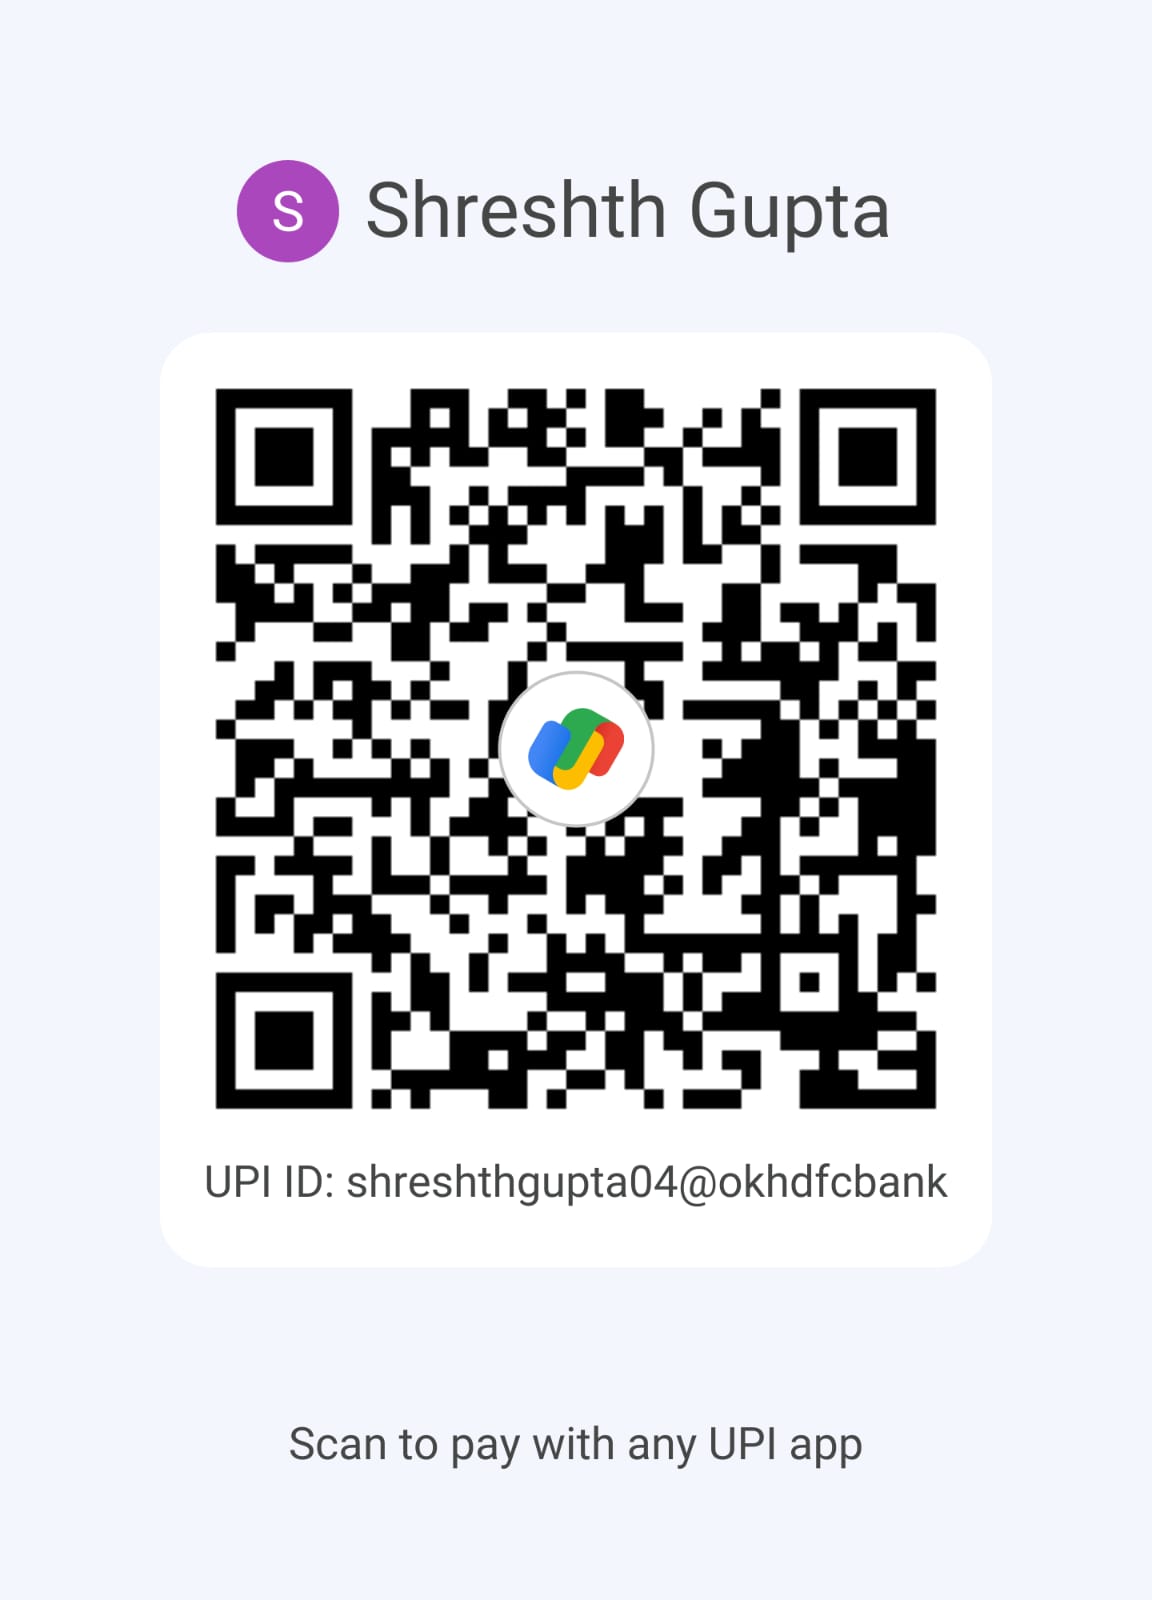 S Shreshth Gupta
UPI ID: shreshthgupta04@okhdfcbank
Scan to pay with any UPI app